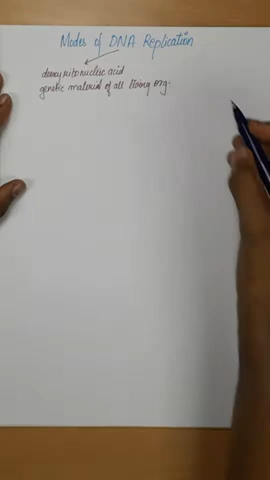 Modes of DNA Replication
deoxyribonucleic acid
genetic material of all living org.